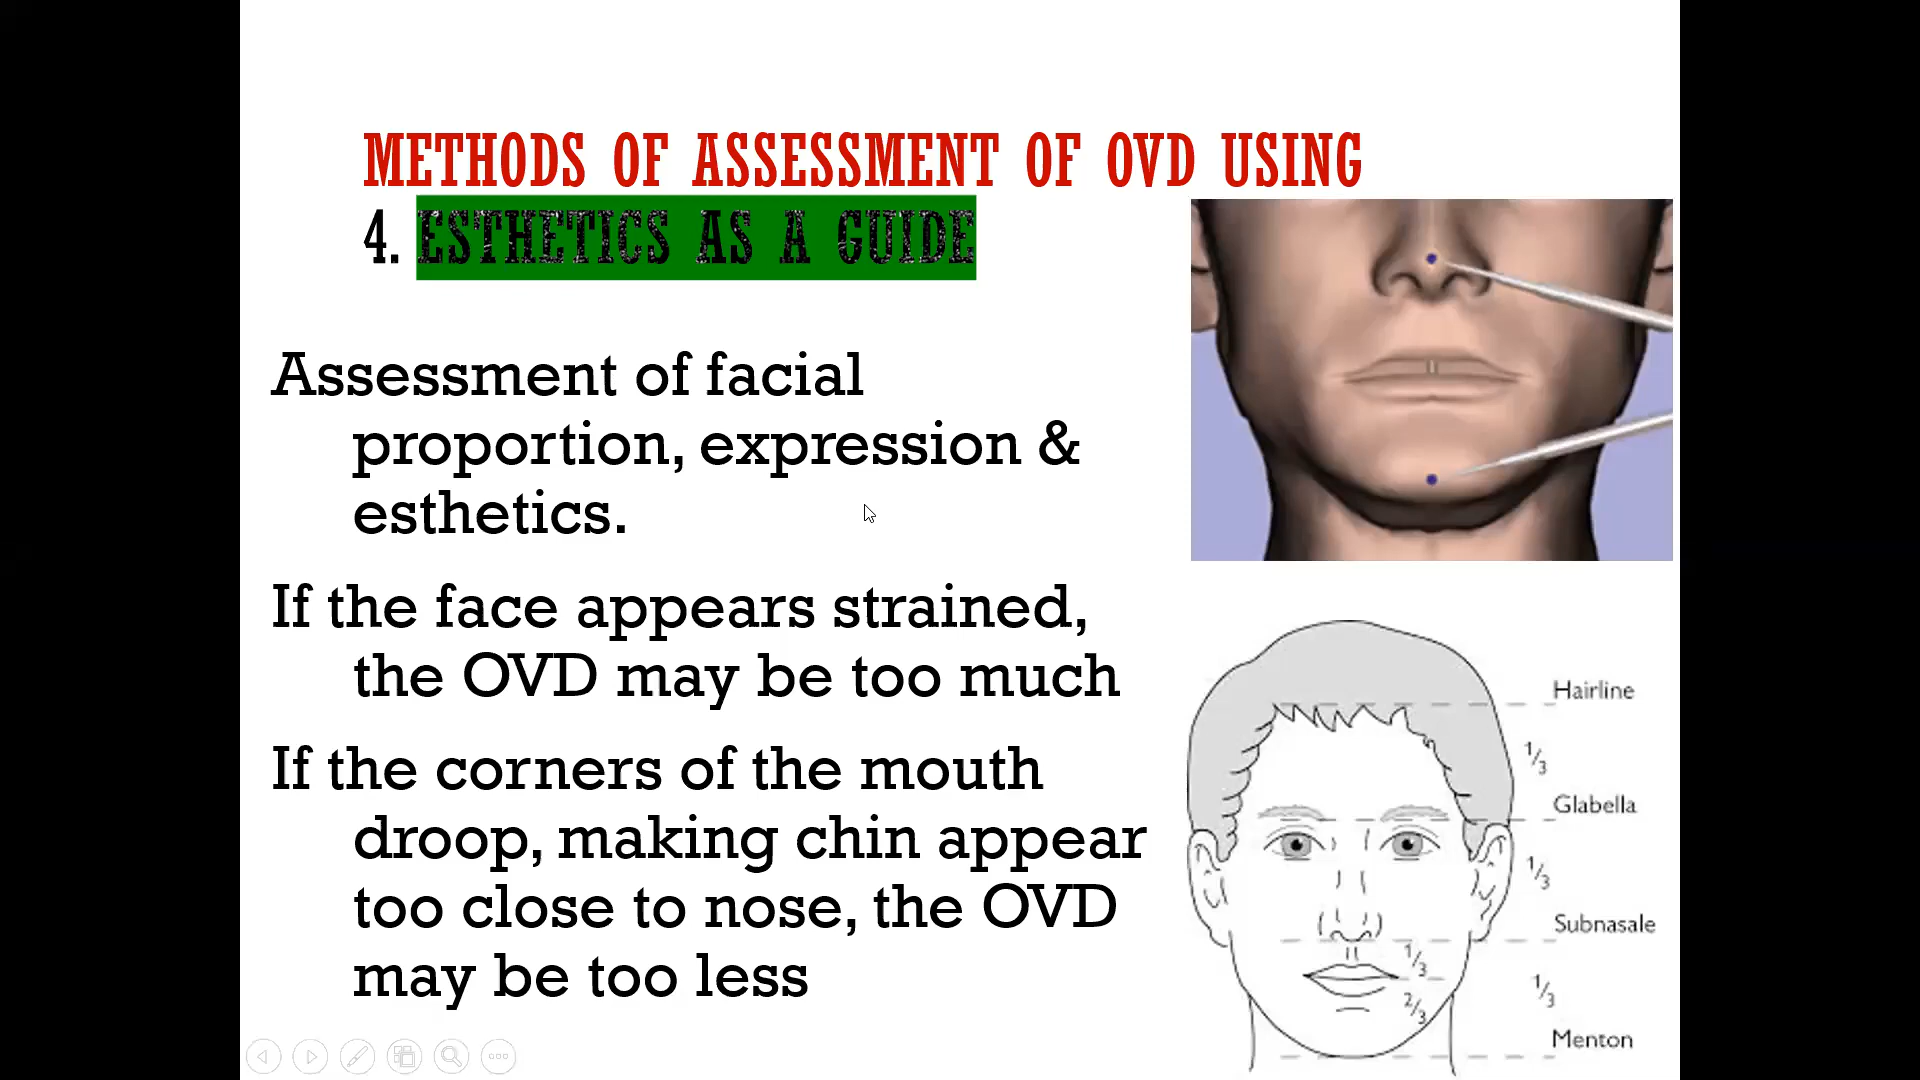 METHODS OF ASSESSMENT OF OVD USING
4. ESTHETICS AS A GUIDE
Assessment of facial
proportion, expression &
esthetics.
If the face appears strained,
the OVD may be too much
If the corners of the mouth
droop, making chin appear
too close to nose, the OVD
may be too less
Hairline
1/3
Glabella
1/3
Subnasale
1/3
1/3
2/3
Menton